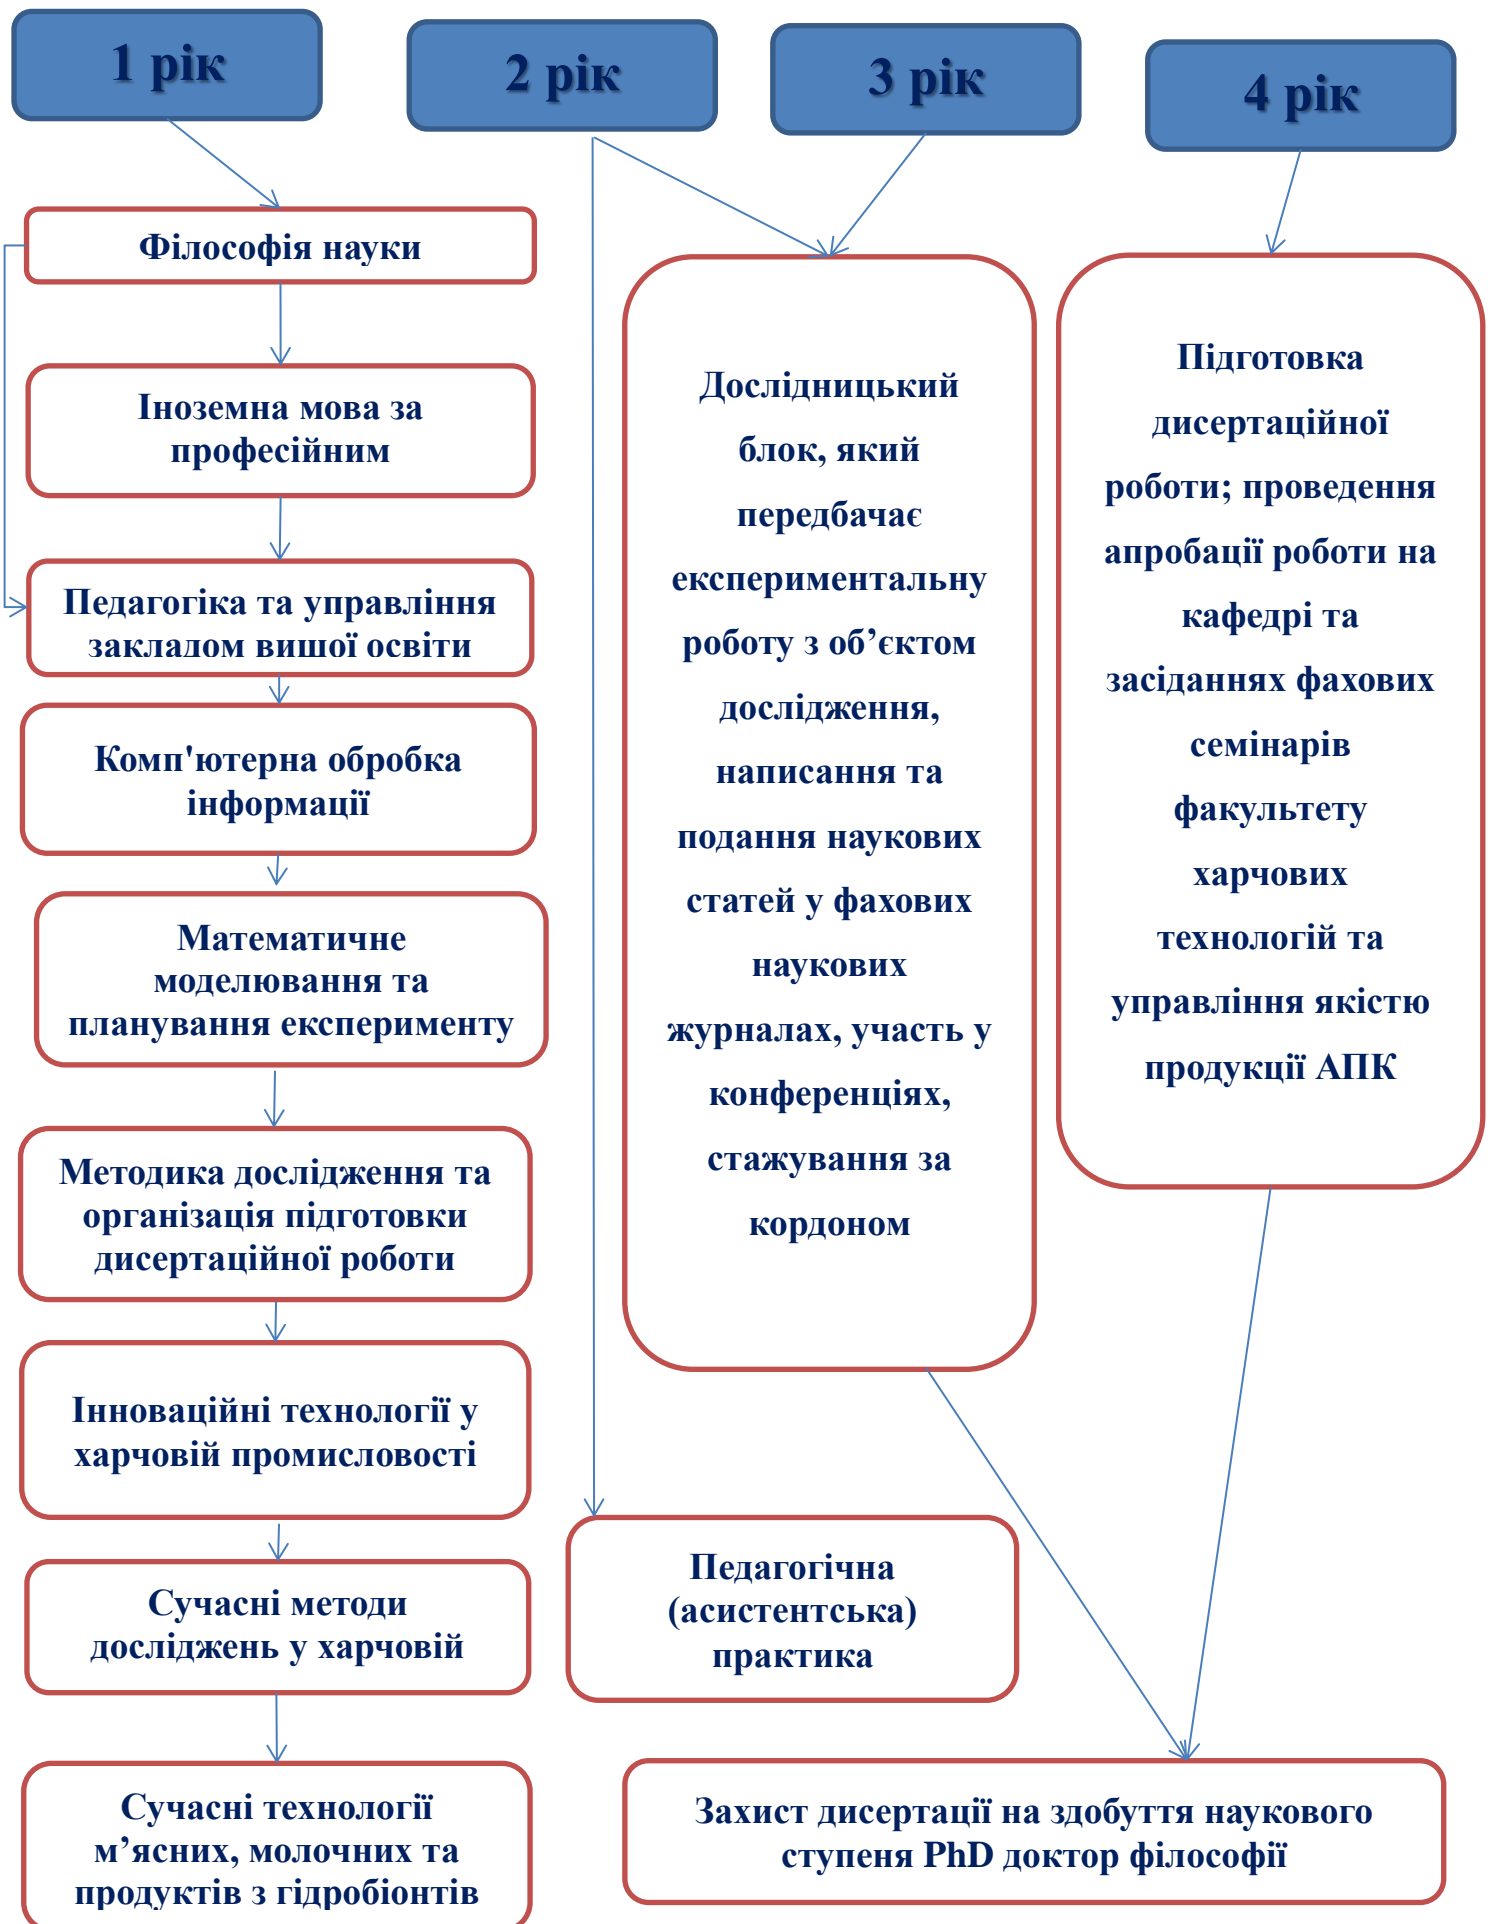 1 рік
2 рік
3 рік
4 рік
Філософія науки
Іноземна мова за
професійним
Педагогіка та управління
закладом вищої освіти
Комп'ютерна обробка
інформації
Математичне
моделювання та
планування експерименту
Методика дослідження та
організація підготовки
дисертаційної роботи
Інноваційні технології у
харчовій промисловості
Сучасні методи
досліджень у харчовій
Сучасні технології
м’ясних, молочних та
продуктів з гідробіонтів
Дослідницький
блок, який
передбачає
експериментальну
роботу з об’єктом
дослідження,
написання та
подання наукових
статей у фахових
наукових
журналах, участь у
конференціях,
стажування за
кордоном
Педагогічна
(асистентська)
практика
Підготовка
дисертаційної
роботи; проведення
апробації роботи на
кафедрі та
засіданнях фахових
семінарів
факультету
харчових
технологій та
управління якістю
продукції АПК
Захист дисертації на здобуття наукового
ступеня PhD доктор філософії